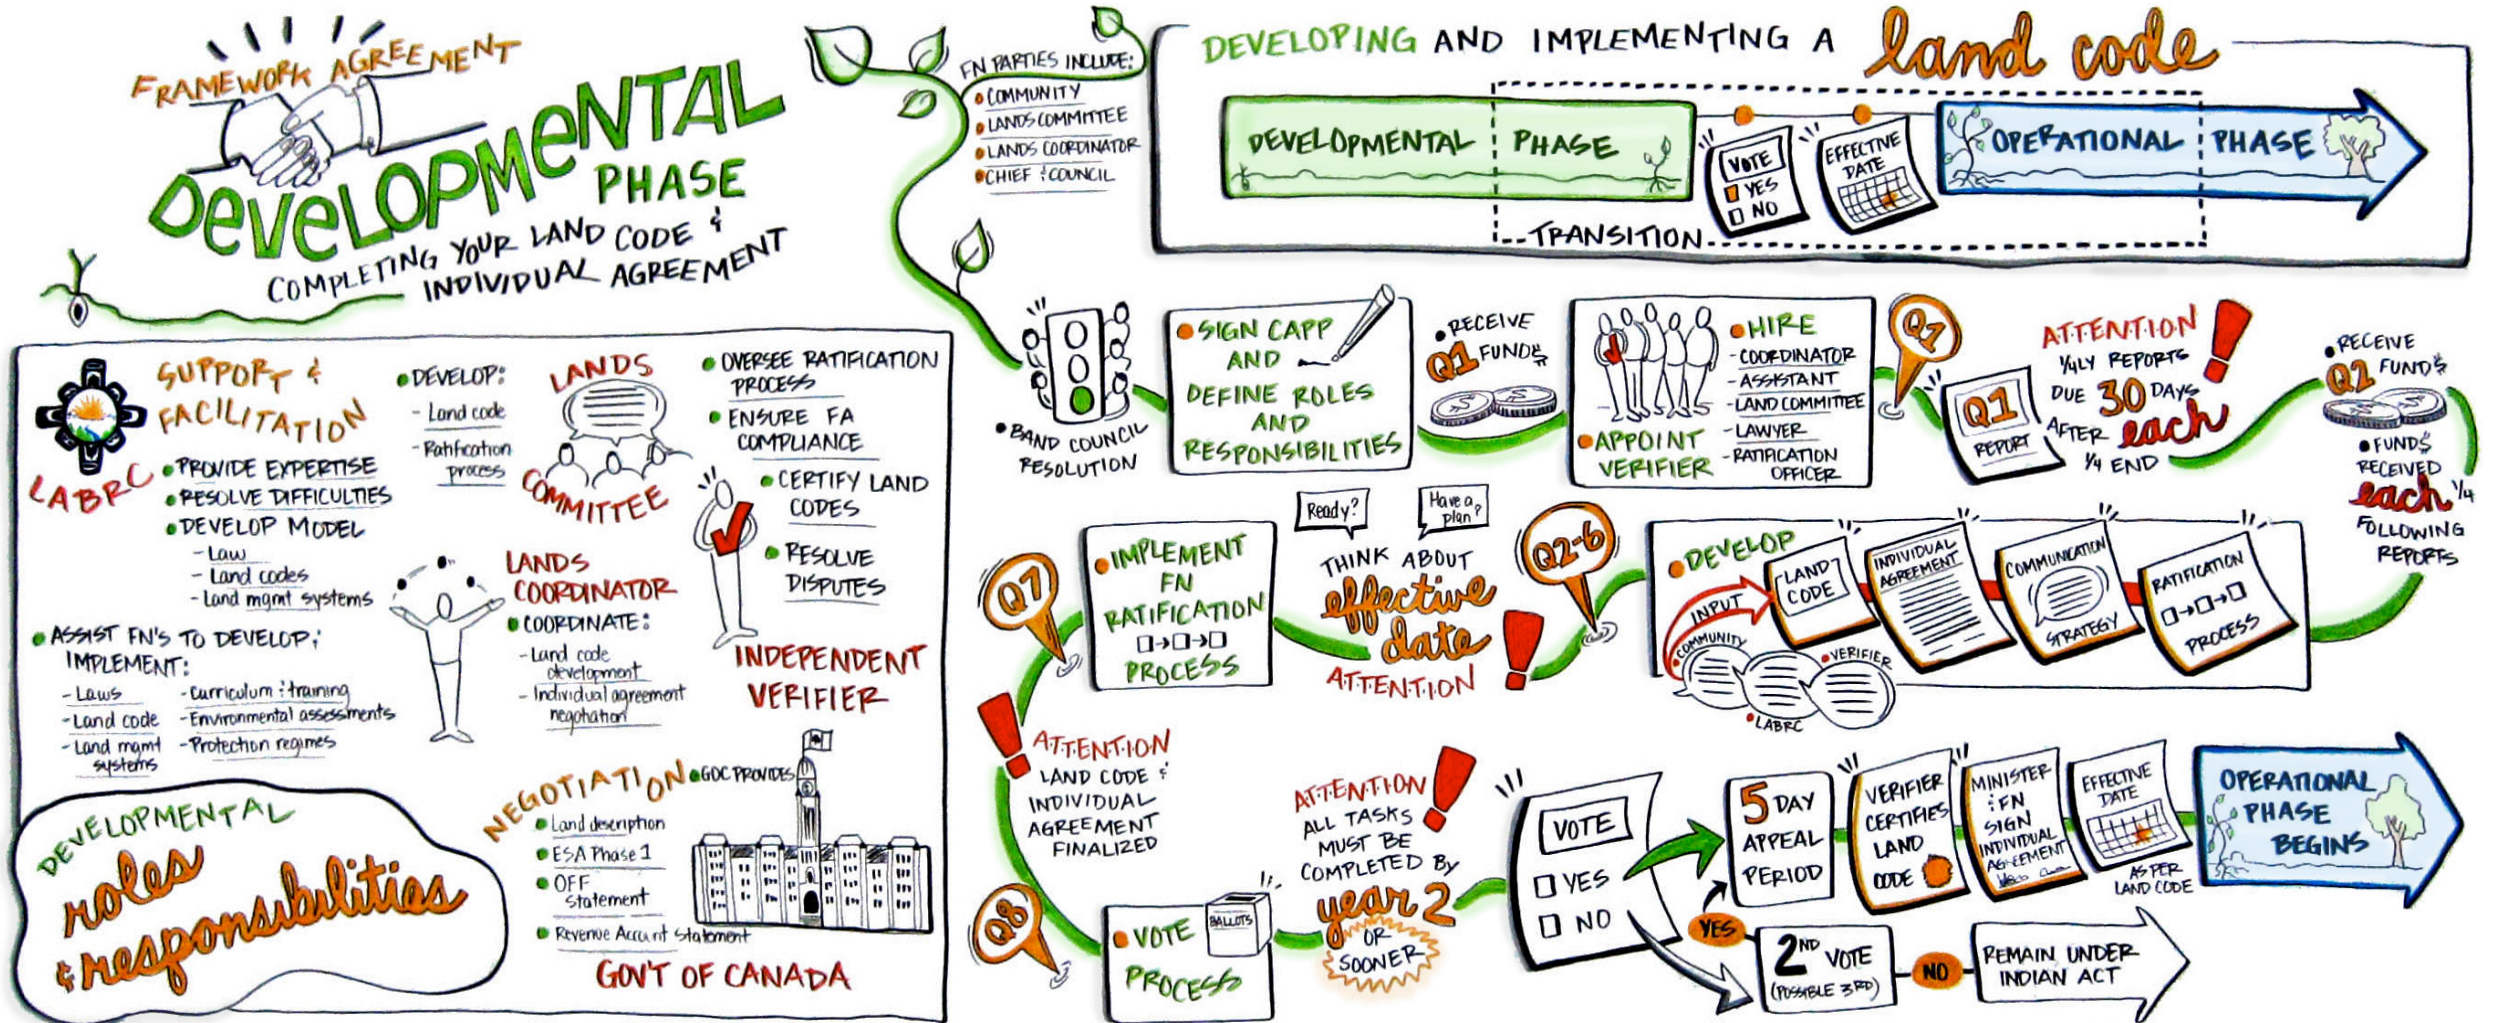 FRAMEWORK AGREEMENT
DEVELOPMENTAL
PHASE
COMPLETING YOUR LAND CODE &
INDIVIDUAL AGREEMENT
FN PARTIES INCLUDE:
COMMUNITY
LANDS COMMITTEE
LANDS COORDINATOR
CHIEF & COUNCIL
DEVELOPING AND IMPLEMENTING A land code
DEVELOPMENTAL PHASE
VOTE
YES
NO
EFFECTIVE
DATE
OPERATIONAL PHASE
TRANSITION
LABRC
SUPPORT &
FACILITATION
PROVIDE EXPERTISE
RESOLVE DIFFICULTIES
DEVELOP MODEL
- Law
- Land codes
- Land mgmt systems
ASSIST FN'S TO DEVELOP &
IMPLEMENT:
- Laws
- Land code
- Land mgmt
systems
- Curriculum & training
- Environmental assessments
- Protection regimes
DEVELOP:
- Land code
- Ratification
process
LANDS
COMMITTEE
OVERSEE RATIFICATION
PROCESS
ENSURE FA
COMPLIANCE
CERTIFY LAND
CODES
RESOLVE
DISPUTES
INDEPENDENT
VERIFIER
LANDS
COORDINATOR
COORDINATE:
- Land code
development
- Individual agreement
negotiation
NEGOTIATION
GOC PROVIDES
Land description
ESA Phase 1
OFF
Statement
Revenue Account Statement
GOV'T OF CANADA
DEVELOPMENTAL
roles
& responsibilities
BAND COUNCIL
RESOLUTION
SIGN CAPP
AND
DEFINE ROLES
AND
RESPONSIBILITIES
RECEIVE
Q1 FUND$
APPOINT
VERIFIER
HIRE
- COORDINATOR
- ASSISTANT
- LAND COMMITTEE
- LAWYER
- RATIFICATION
OFFICER
Q1
Q1
REPORT
ATTENTION
1/4LY REPORTS
DUE 30 DAYS
AFTER each
1/4 END
RECEIVE
Q2 FUND$
FUND$
RECEIVED
each 1/4
FOLLOWING
REPORTS
DEVELOP
INPUT
COMMUNITY
LABRC
VERIFIER
LAND
CODE
INDIVIDUAL
AGREEMENT
COMMUNICATION
STRATEGY
RATIFICATION
PROCESS
Q2-6
Ready?
Have a
plan?
THINK ABOUT
effective
date
ATTENTION
IMPLEMENT
FN
RATIFICATION
PROCESS
Q7
ATTENTION
LAND CODE &
INDIVIDUAL
AGREEMENT
FINALIZED
Q8
VOTE
PROCESS
BALLOTS
ATTENTION
ALL TASKS
MUST BE
COMPLETED BY
year 2
OR
SOONER
VOTE
YES
NO
5 DAY
APPEAL
PERIOD
VERIFIER
CERTIFIES
LAND
CODE
MINISTER
& FN
SIGN
INDIVIDUAL
AGREEMENT
EFFECTIVE
DATE
AS PER
LAND CODE
OPERATIONAL
PHASE
BEGINS
YES
2ND VOTE
(POSSIBLE 3RD)
NO
REMAIN UNDER
INDIAN ACT